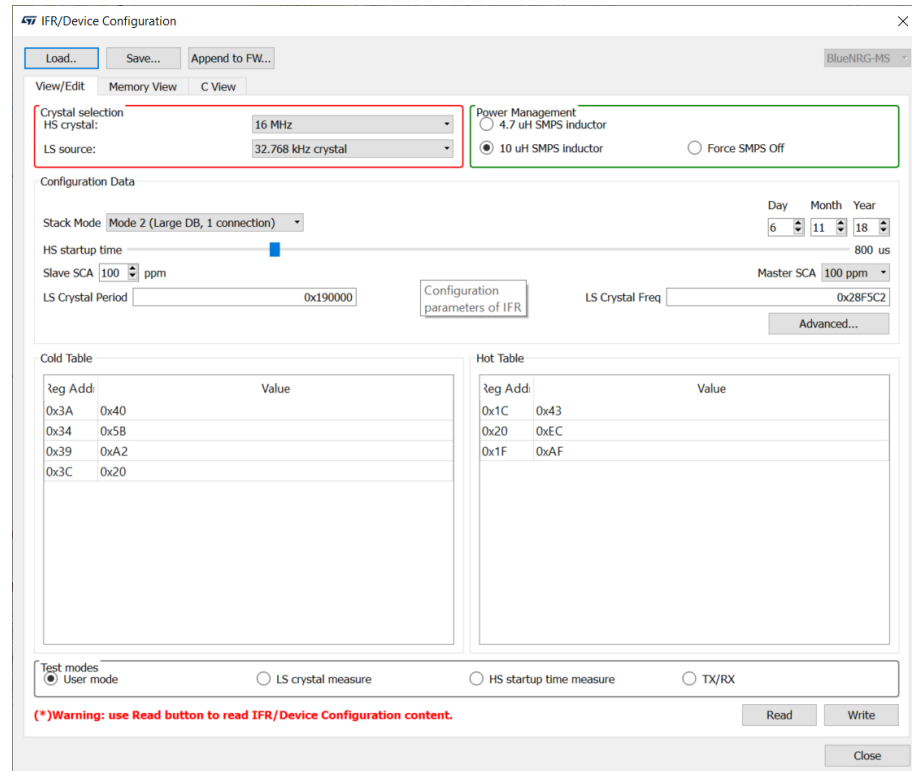 IFR/Device Configuration
Load.. Save... Append to FW... BlueNRG-MS
View/Edit Memory View C View
Crystal selection
HS crystal: 16 MHz
LS source: 32.768 kHz crystal
Power Management
4.7 uH SMPS inductor
10 uH SMPS inductor Force SMPS Off
Configuration Data
Day Month Year
Stack Mode Mode 2 (Large DB, 1 connection) 6 11 18
HS startup time 800 us
Slave SCA 100 ppm Master SCA 100 ppm
LS Crystal Period 0x190000 LS Crystal Freq 0x28F5C2
Configuration
parameters of IFR
Advanced...
Cold Table
Reg Add Value
0x3A 0x40
0x34 0x5B
0x39 0xA2
0x3C 0x20
Hot Table
Reg Add Value
0x1C 0x43
0x20 0xEC
0x1F 0xAF
Test modes
User mode LS crystal measure HS startup time measure TX/RX
(*)Warning: use Read button to read IFR/Device Configuration content.
Read Write
Close